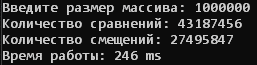 Введите размер массива: 1000000
Количество сравнений: 43187456
Количество смещений: 27495847
Время работы: 246 ms